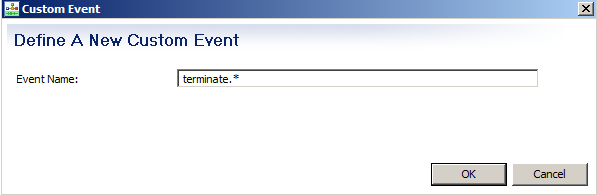 Custom Event
Define A New Custom Event
Event Name:
terminate.*
OK
Cancel